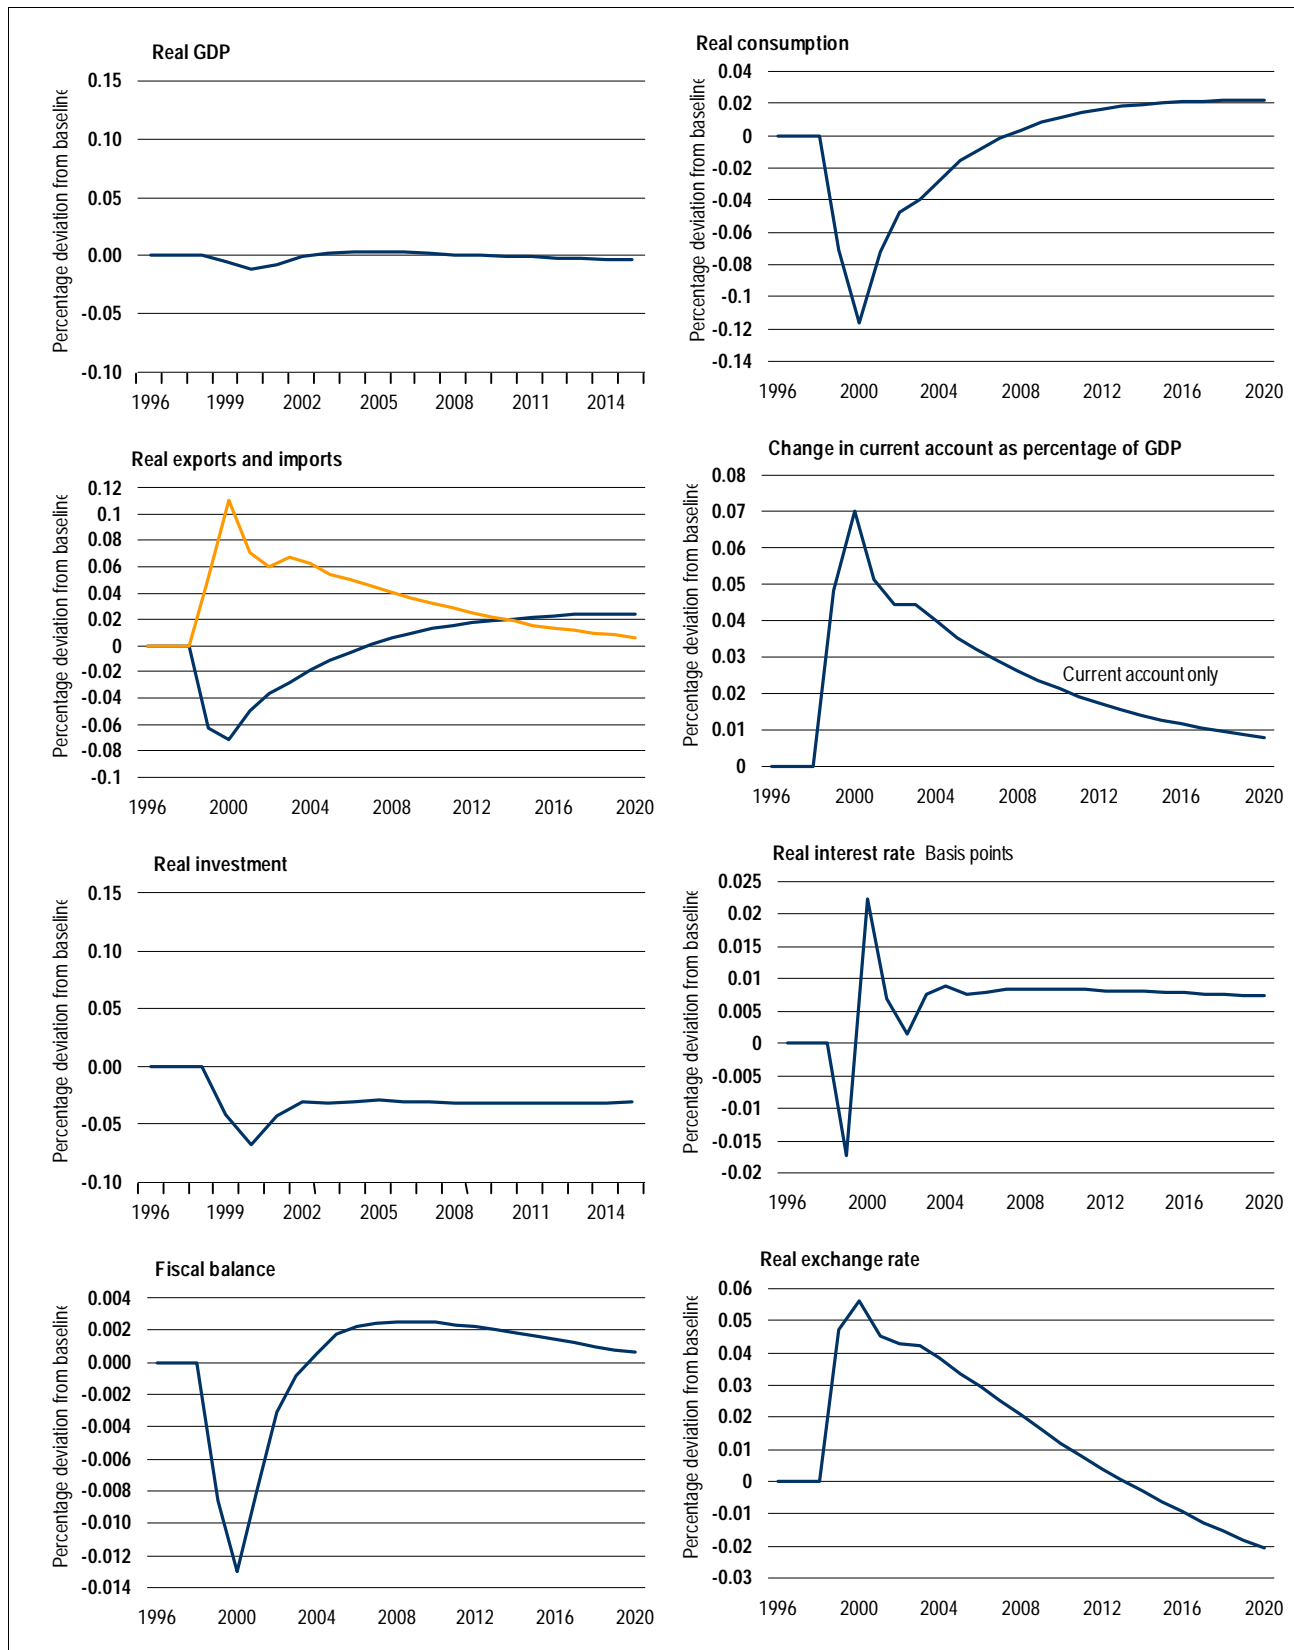 Real GDP
Percentage deviation from baseline
0.15
0.10
0.05
0.00
-0.05
-0.10
1996 1999 2002 2005 2008 2011 2014
Real consumption
Percentage deviation from baseline
0.04
0.02
0
-0.02
-0.04
-0.06
-0.08
-0.1
-0.12
-0.14
1996 2000 2004 2008 2012 2016 2020
Real exports and imports
Percentage deviation from baseline
0.12
0.1
0.08
0.06
0.04
0.02
0
-0.02
-0.04
-0.06
-0.08
-0.1
1996 2000 2004 2008 2012 2016 2020
Change in current account as percentage of GDP
Percentage deviation from baseline
0.08
0.07
0.06
0.05
0.04
0.03
0.02
0.01
0
Current account only
1996 2000 2004 2008 2012 2016 2020
Real investment
Percentage deviation from baseline
0.15
0.10
0.05
0.00
-0.05
-0.10
1996 1999 2002 2005 2008 2011 2014
Real interest rate Basis points
Percentage deviation from baseline
0.025
0.02
0.015
0.01
0.005
0
-0.005
-0.01
-0.015
-0.02
1996 2000 2004 2008 2012 2016 2020
Fiscal balance
Percentage deviation from baseline
0.004
0.002
0.000
-0.002
-0.004
-0.006
-0.008
-0.010
-0.012
-0.014
1996 2000 2004 2008 2012 2016 2020
Real exchange rate
Percentage deviation from baseline
0.06
0.05
0.04
0.03
0.02
0.01
0
-0.01
-0.02
-0.03
1996 2000 2004 2008 2012 2016 2020